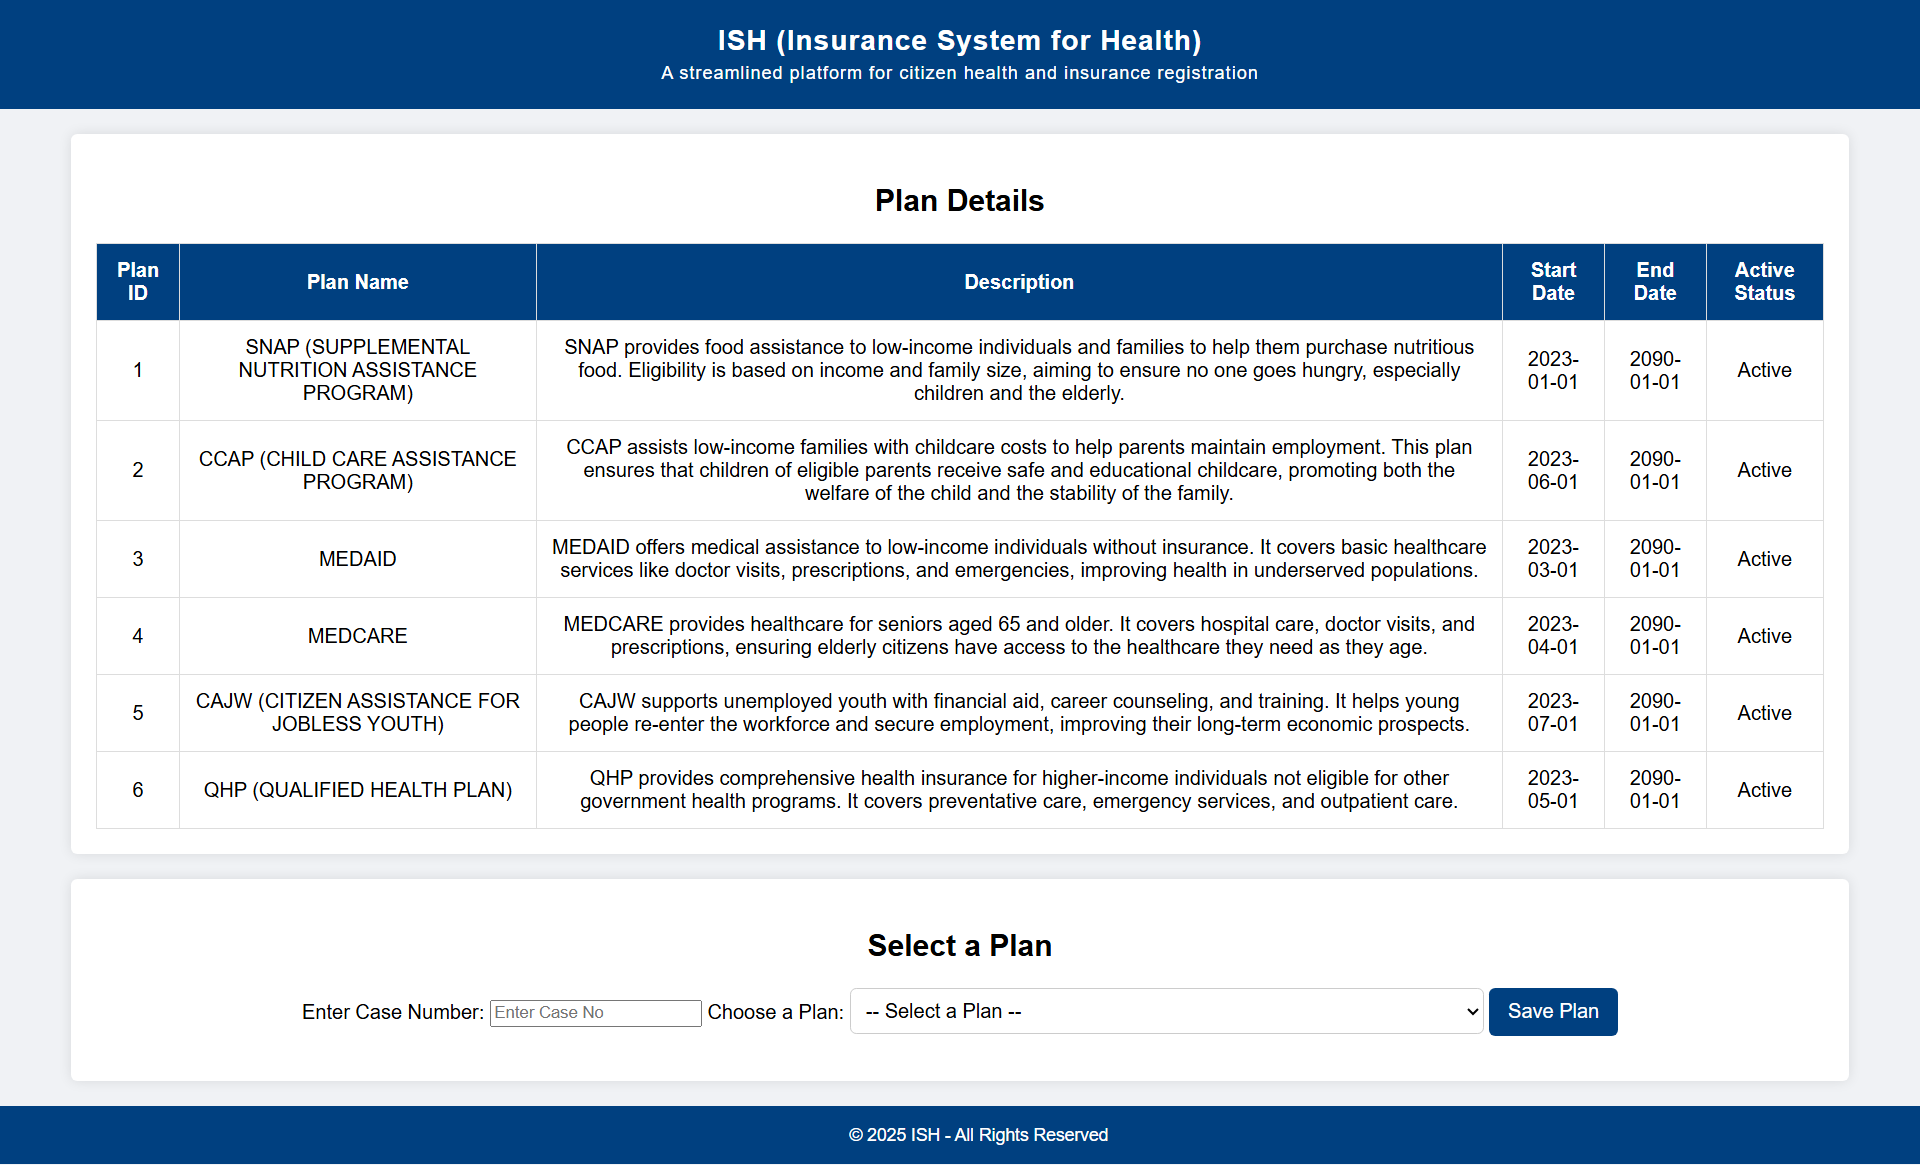 ISH (Insurance System for Health)
A streamlined platform for citizen health and insurance registration
Plan Details
Plan ID
Plan Name
Description
Start Date
End Date
Active Status
1
SNAP (SUPPLEMENTAL
NUTRITION ASSISTANCE
PROGRAM)
SNAP provides food assistance to low-income individuals and families to help them purchase nutritious
food. Eligibility is based on income and family size, aiming to ensure no one goes hungry, especially
children and the elderly.
2023-
01-01
2090-
01-01
Active
2
CCAP (CHILD CARE ASSISTANCE
PROGRAM)
CCAP assists low-income families with childcare costs to help parents maintain employment. This plan
ensures that children of eligible parents receive safe and educational childcare, promoting both the
welfare of the child and the stability of the family.
2023-
06-01
2090-
01-01
Active
3
MEDAID
MEDAID offers medical assistance to low-income individuals without insurance. It covers basic healthcare
services like doctor visits, prescriptions, and emergencies, improving health in underserved populations.
2023-
03-01
2090-
01-01
Active
4
MEDCARE
MEDCARE provides healthcare for seniors aged 65 and older. It covers hospital care, doctor visits, and
prescriptions, ensuring elderly citizens have access to the healthcare they need as they age.
2023-
04-01
2090-
01-01
Active
5
CAJW (CITIZEN ASSISTANCE FOR
JOBLESS YOUTH)
CAJW supports unemployed youth with financial aid, career counseling, and training. It helps young
people re-enter the workforce and secure employment, improving their long-term economic prospects.
2023-
07-01
2090-
01-01
Active
6
QHP (QUALIFIED HEALTH PLAN)
QHP provides comprehensive health insurance for higher-income individuals not eligible for other
government health programs. It covers preventative care, emergency services, and outpatient care.
2023-
05-01
2090-
01-01
Active
Select a Plan
Enter Case Number: Enter Case No Choose a Plan: -- Select a Plan -- Save Plan
© 2025 ISH - All Rights Reserved